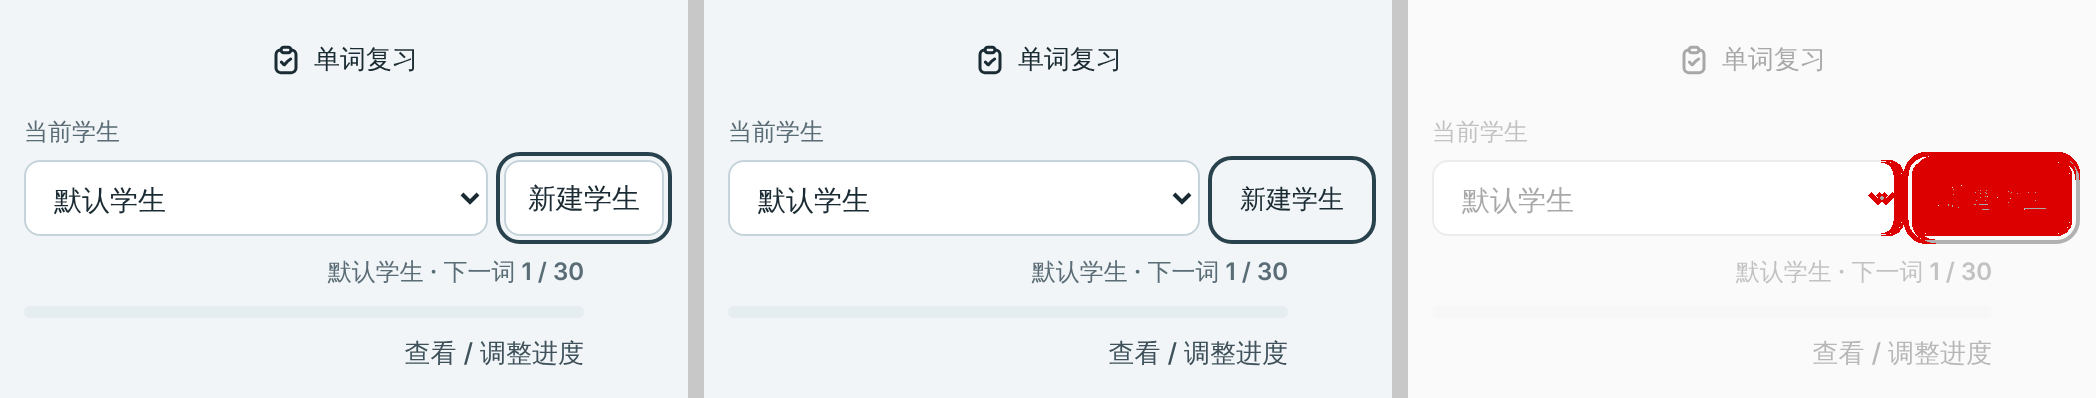 单词复习
当前学生
默认学生
新建学生
默认学生 · 下一词 1 / 30
查看 / 调整进度
单词复习
当前学生
默认学生
新建学生
默认学生 · 下一词 1 / 30
查看 / 调整进度
单词复习
当前学生
默认学生
默认学生 · 下一词 1 / 30
查看 / 调整进度